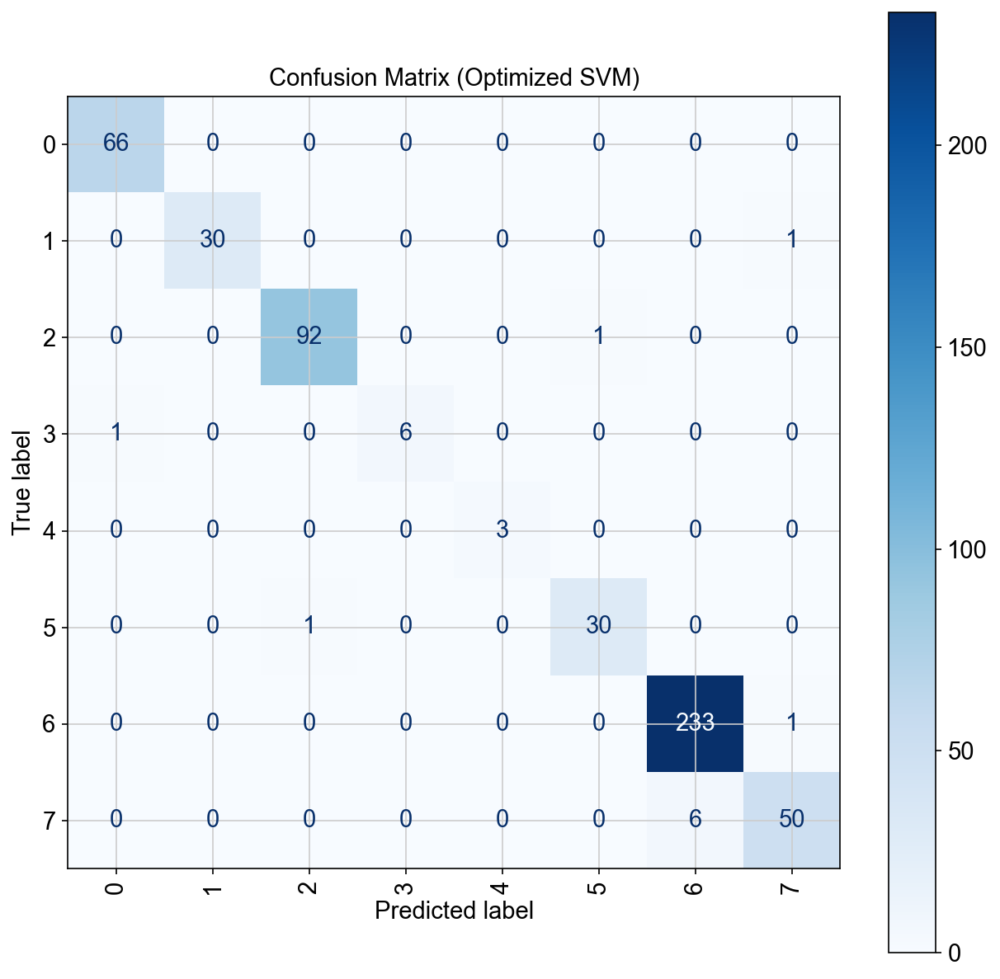 Confusion Matrix (Optimized SVM)
0 66 0 0 0 0 0 0 0
1 0 30 0 0 0 0 0 1
2 0 0 92 0 0 1 0 0
3 1 0 0 6 0 0 0 0
4 0 0 0 0 3 0 0 0
5 0 0 1 0 0 30 0 0
6 0 0 0 0 0 0 233 1
7 0 0 0 0 0 0 6 50
True label
0 1 2 3 4 5 6 7
Predicted label
200
150
100
50
0